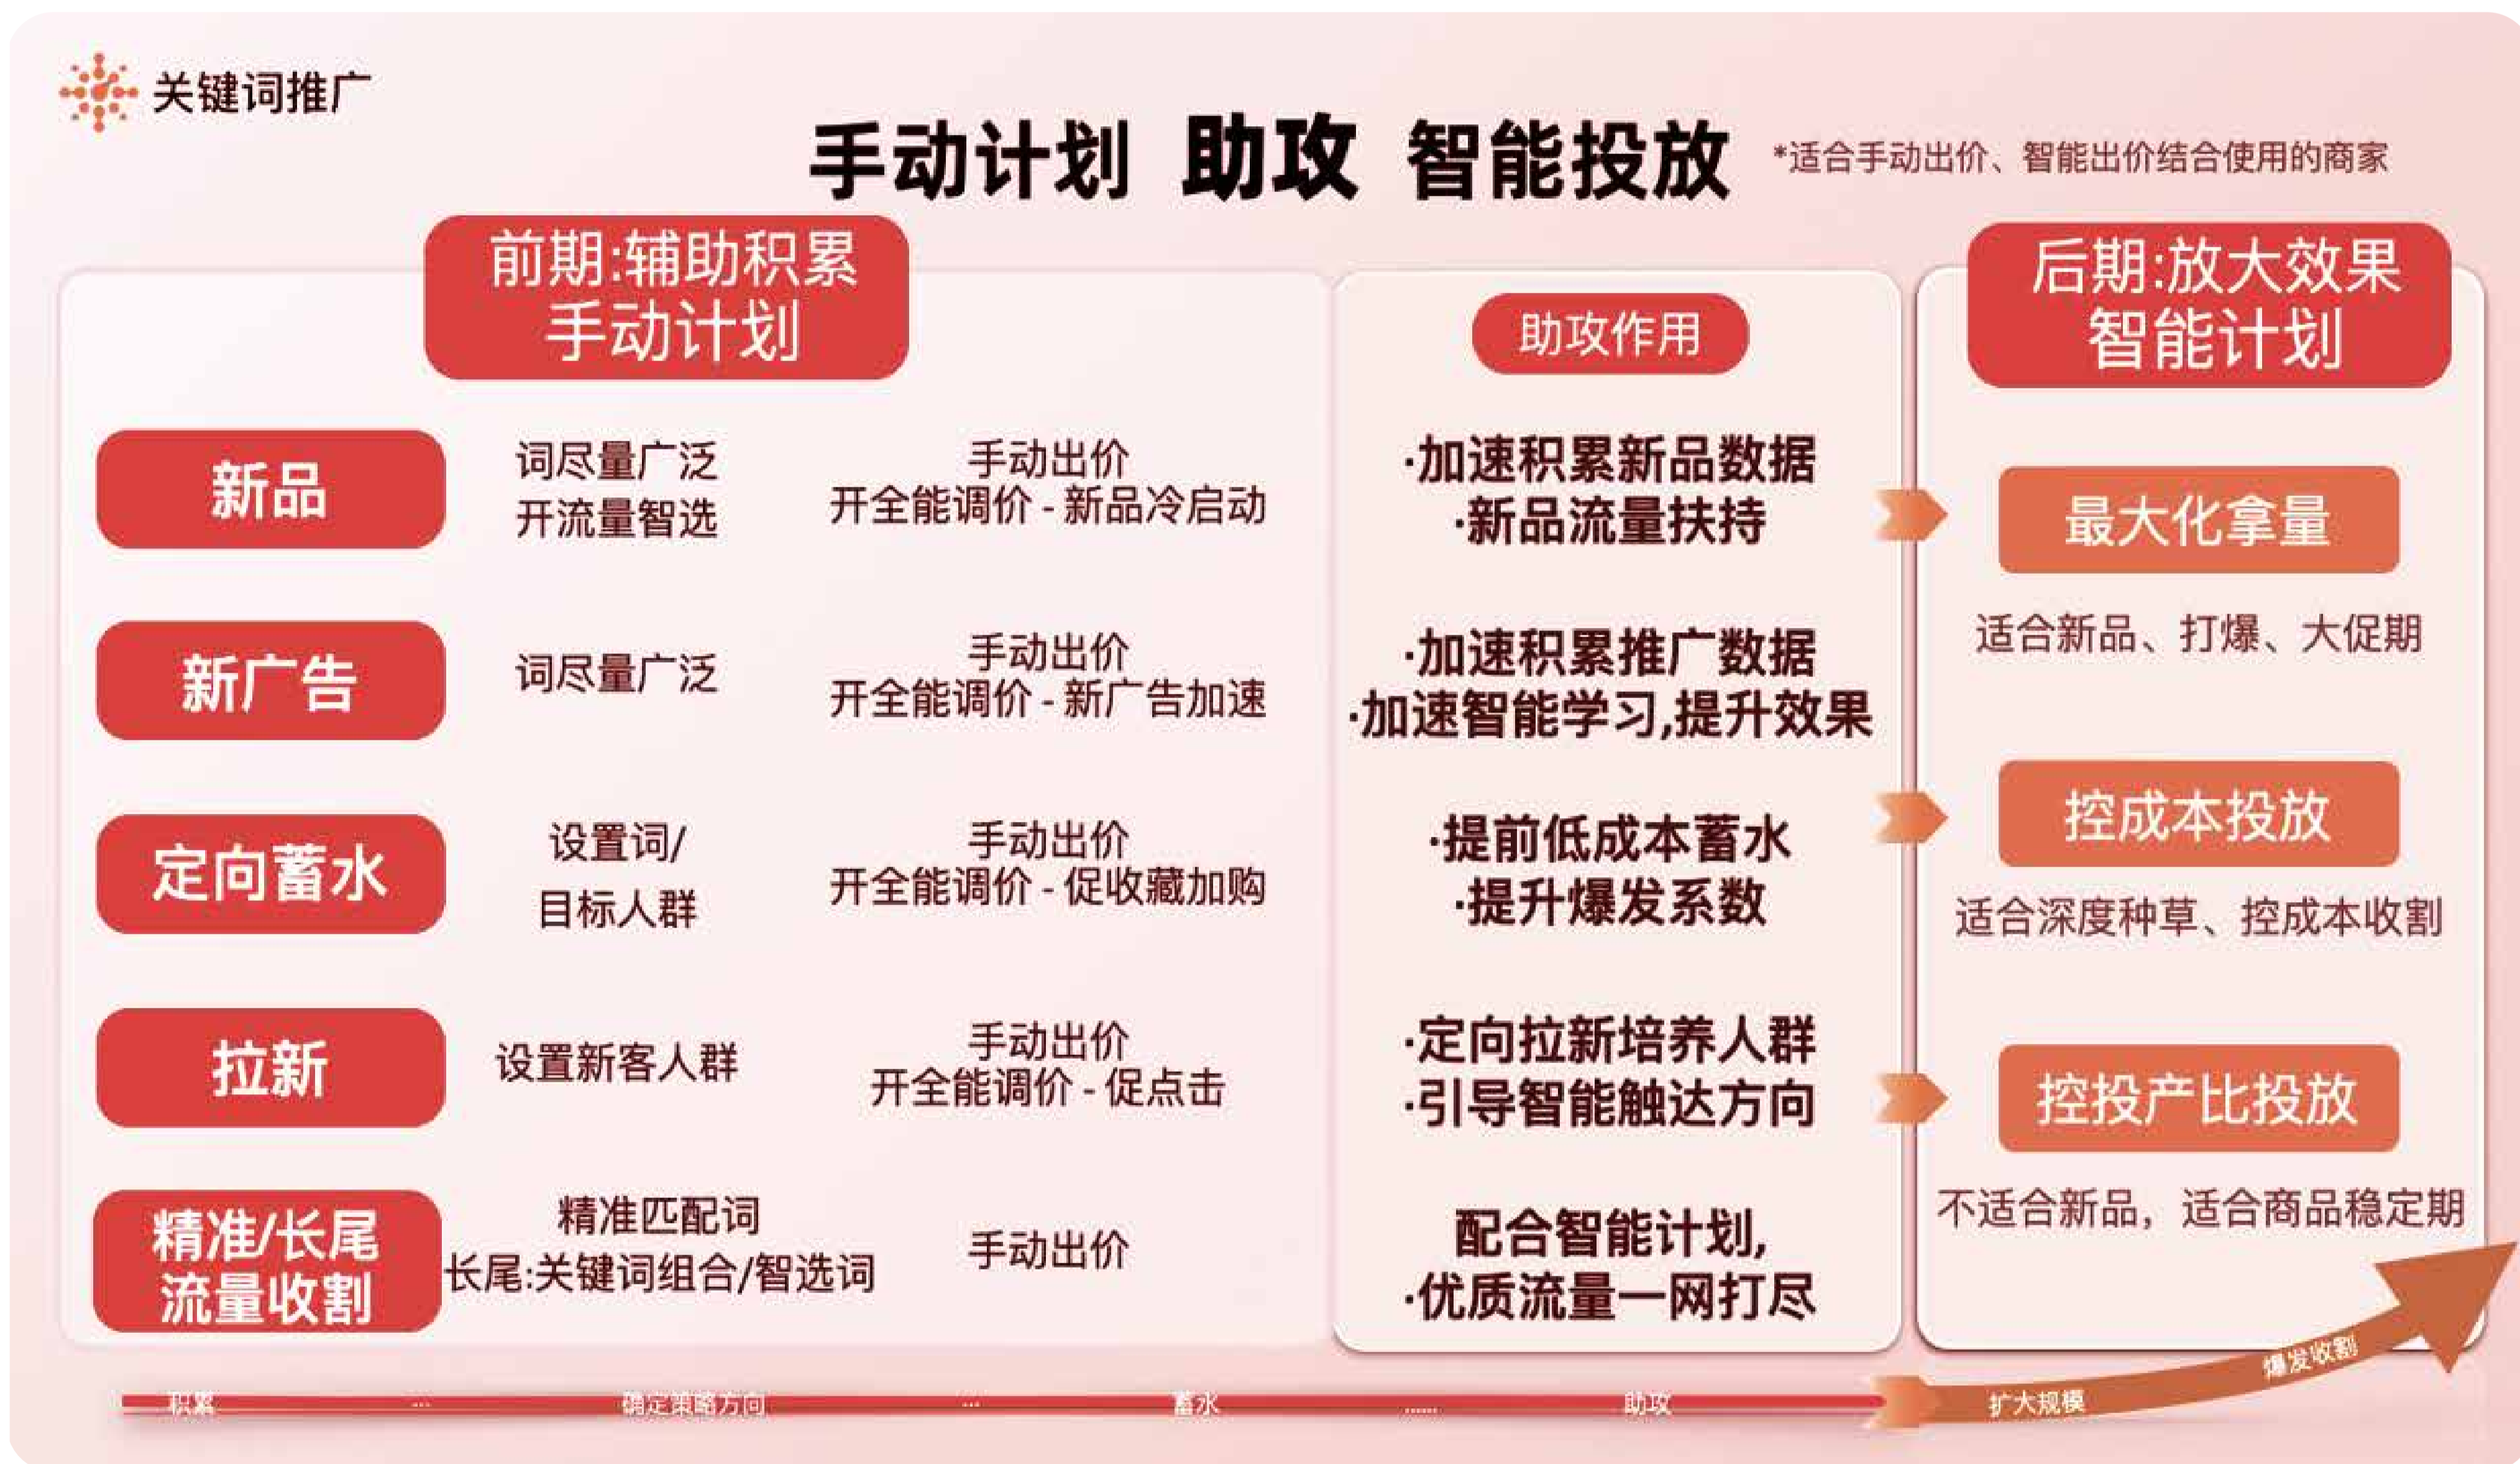 关键词推广
手动计划 助攻 智能投放
*适合手动出价、智能出价结合使用的商家
前期:辅助积累
手动计划
助攻作用
后期:放大效果
智能计划
新品
词尽量广泛
开流量智选
手动出价
开全能调价 - 新品冷启动
·加速积累新品数据
·新品流量扶持
最大化拿量
适合新品、打爆、大促期
新广告
词尽量广泛
手动出价
开全能调价 - 新广告加速
·加速积累推广数据
·加速智能学习,提升效果
定向蓄水
设置词/
目标人群
手动出价
开全能调价 - 促收藏加购
·提前低成本蓄水
·提升爆发系数
控成本投放
适合深度种草、控成本收割
拉新
设置新客人群
手动出价
开全能调价 - 促点击
·定向拉新培养人群
·引导智能触达方向
控投产比投放
不适合新品，适合商品稳定期
精准/长尾
流量收割
精准匹配词
长尾:关键词组合/智选词
手动出价
配合智能计划,
·优质流量一网打尽
积累 ... 确定策略方向 ... 蓄水 ...... 助攻
扩大规模
爆发收割